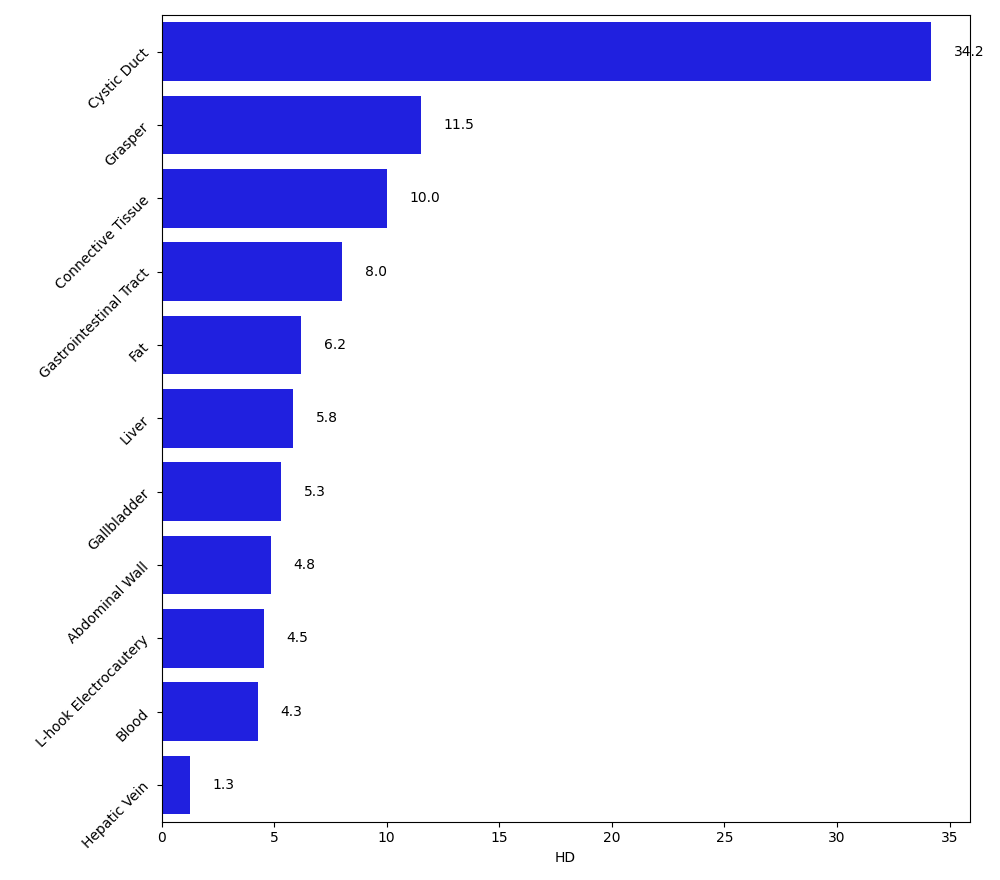 Cystic Duct
34.2
Grasper
11.5
Connective Tissue
10.0
Gastrointestinal Tract
8.0
Fat
6.2
Liver
5.8
Gallbladder
5.3
Abdominal Wall
4.8
L-hook Electrocautery
4.5
Blood
4.3
Hepatic Vein
1.3
0 5 10 15 20 25 30 35
HD